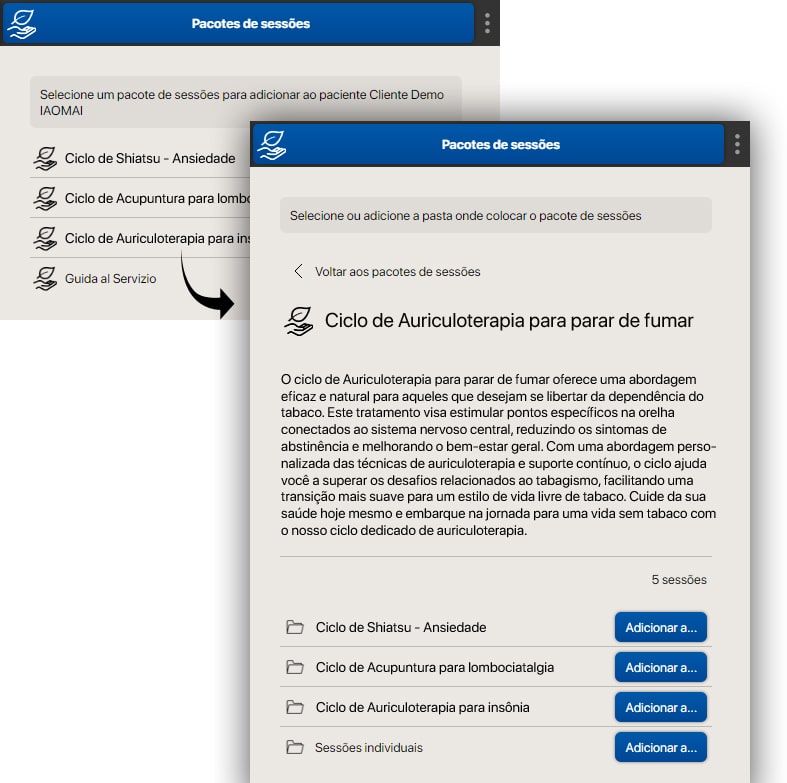 Pacotes de sessões
Selecione um pacote de sessões para adicionar ao paciente Cliente Demo
IAOMAI
Ciclo de Shiatsu - Ansiedade
Ciclo de Acupuntura para lombo
Ciclo de Auriculoterapia para ins
Guida al Servizio
Pacotes de sessões
Selecione ou adicione a pasta onde colocar o pacote de sessões
Voltar aos pacotes de sessões
Ciclo de Auriculoterapia para parar de fumar
O ciclo de Auriculoterapia para parar de fumar oferece uma abordagem
eficaz e natural para aqueles que desejam se libertar da dependência do
tabaco. Este tratamento visa estimular pontos específicos na orelha
conectados ao sistema nervoso central, reduzindo os sintomas de
abstinência e melhorando o bem-estar geral. Com uma abordagem perso-
nalizada das técnicas de auriculoterapia e suporte contínuo, o ciclo ajuda
você a superar os desafios relacionados ao tabagismo, facilitando uma
transição mais suave para um estilo de vida livre de tabaco. Cuide da sua
saúde hoje mesmo e embarque na jornada para uma vida sem tabaco com
o nosso ciclo dedicado de auriculoterapia.
5 sessões
Ciclo de Shiatsu - Ansiedade Adicionar a...
Ciclo de Acupuntura para lombociatalgia Adicionar a...
Ciclo de Auriculoterapia para insônia Adicionar a...
Sessões individuais Adicionar a...